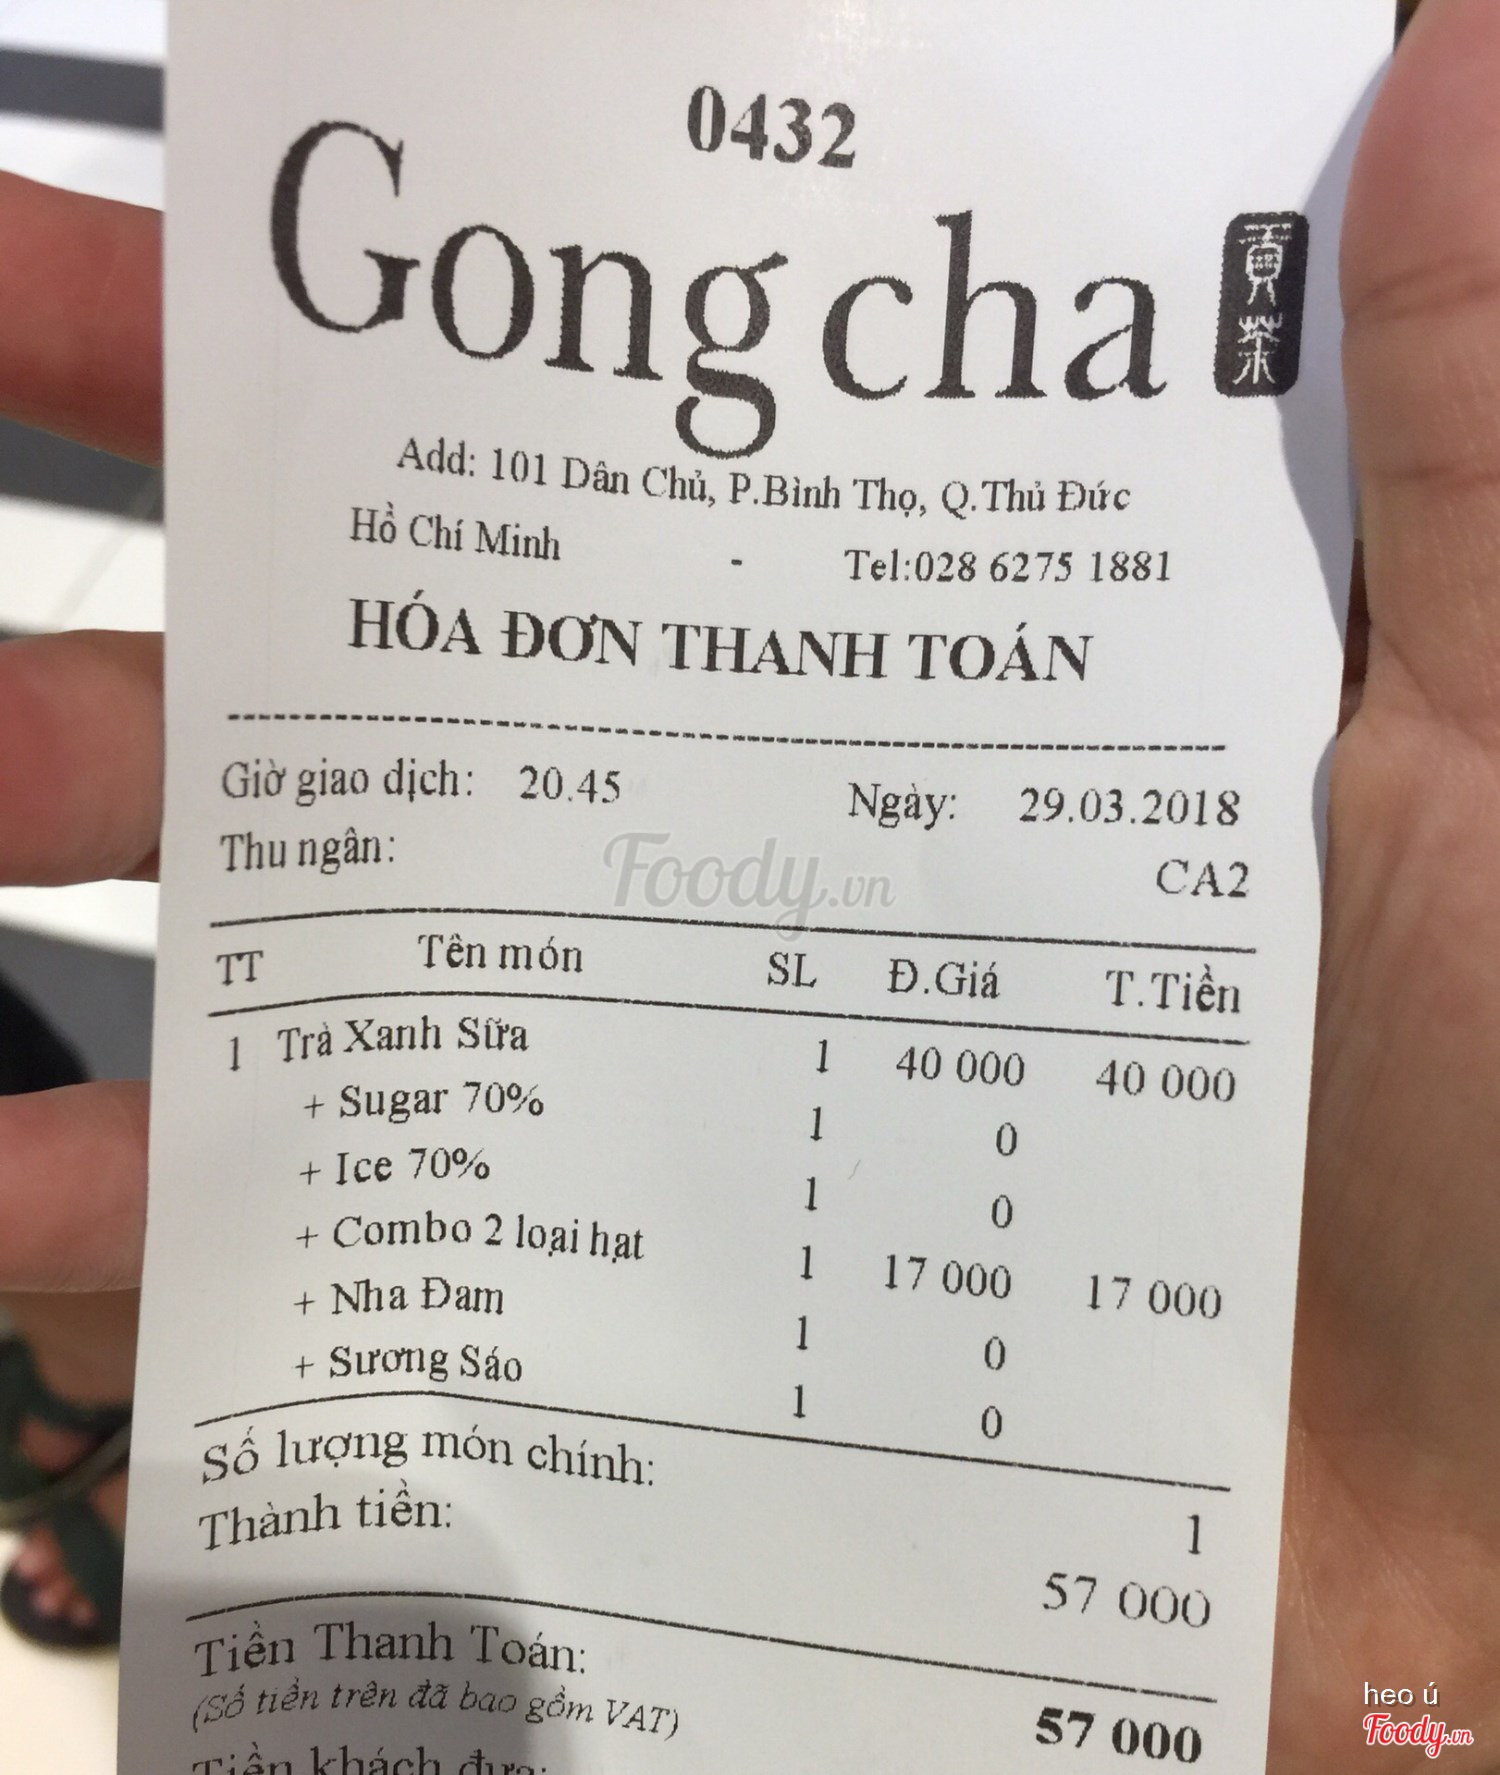 0432
Gong cha 貢茶
Add: 101 Dân Chủ, P.Bình Thọ, Q.Thủ Đức
Hồ Chí Minh - Tel:028 6275 1881
HÓA ĐƠN THANH TOÁN
Giờ giao dịch: 20.45 Ngày: 29.03.2018
Thu ngân: CA2
Foody.vn
TT Tên món SL Đ.Giá T.Tiền
1 Trà Xanh Sữa 1 40 000 40 000
+ Sugar 70% 1 0
+ Ice 70% 1 0
+ Combo 2 loại hạt 1 17 000 17 000
+ Nha Đam 1 0
+ Sương Sáo 1 0
Số lượng món chính: 1
Thành tiền: 57 000
Tiền Thanh Toán: 57 000
(Số tiền trên đã bao gồm VAT)
Tiền khách đưa:
heo ú
Foody.vn